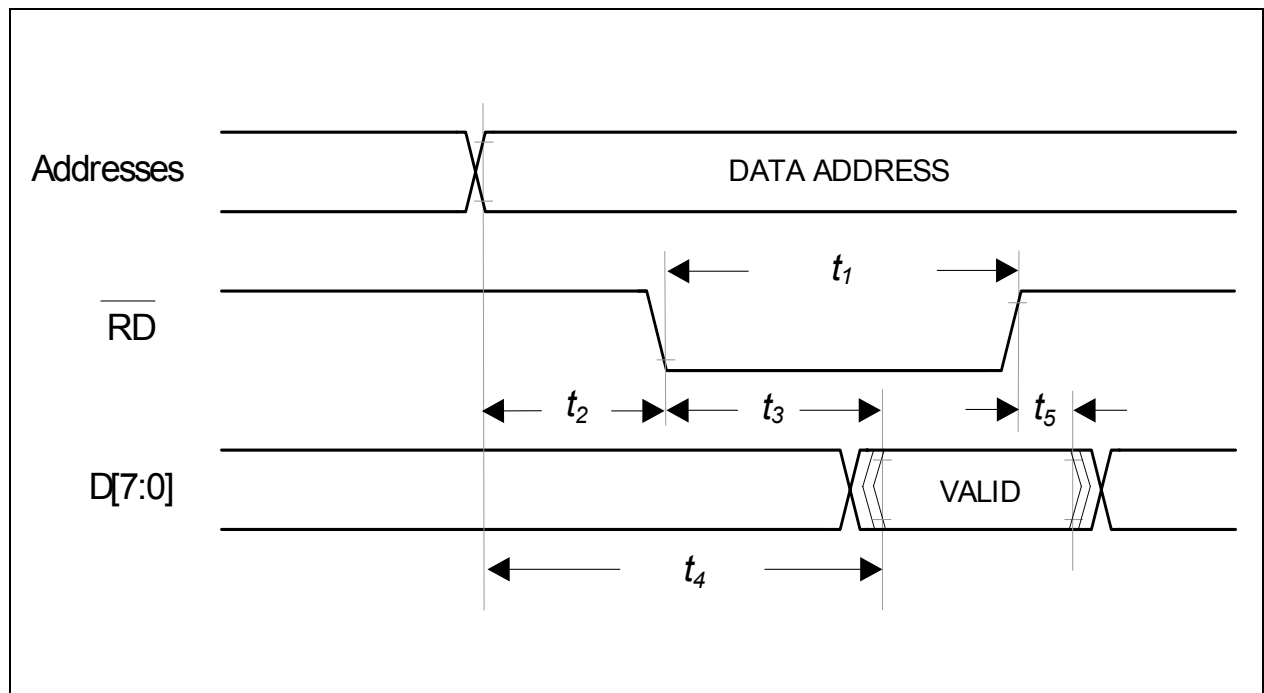 Addresses
DATA ADDRESS
t1
RD
t2
t3
t5
D[7:0]
VALID
t4